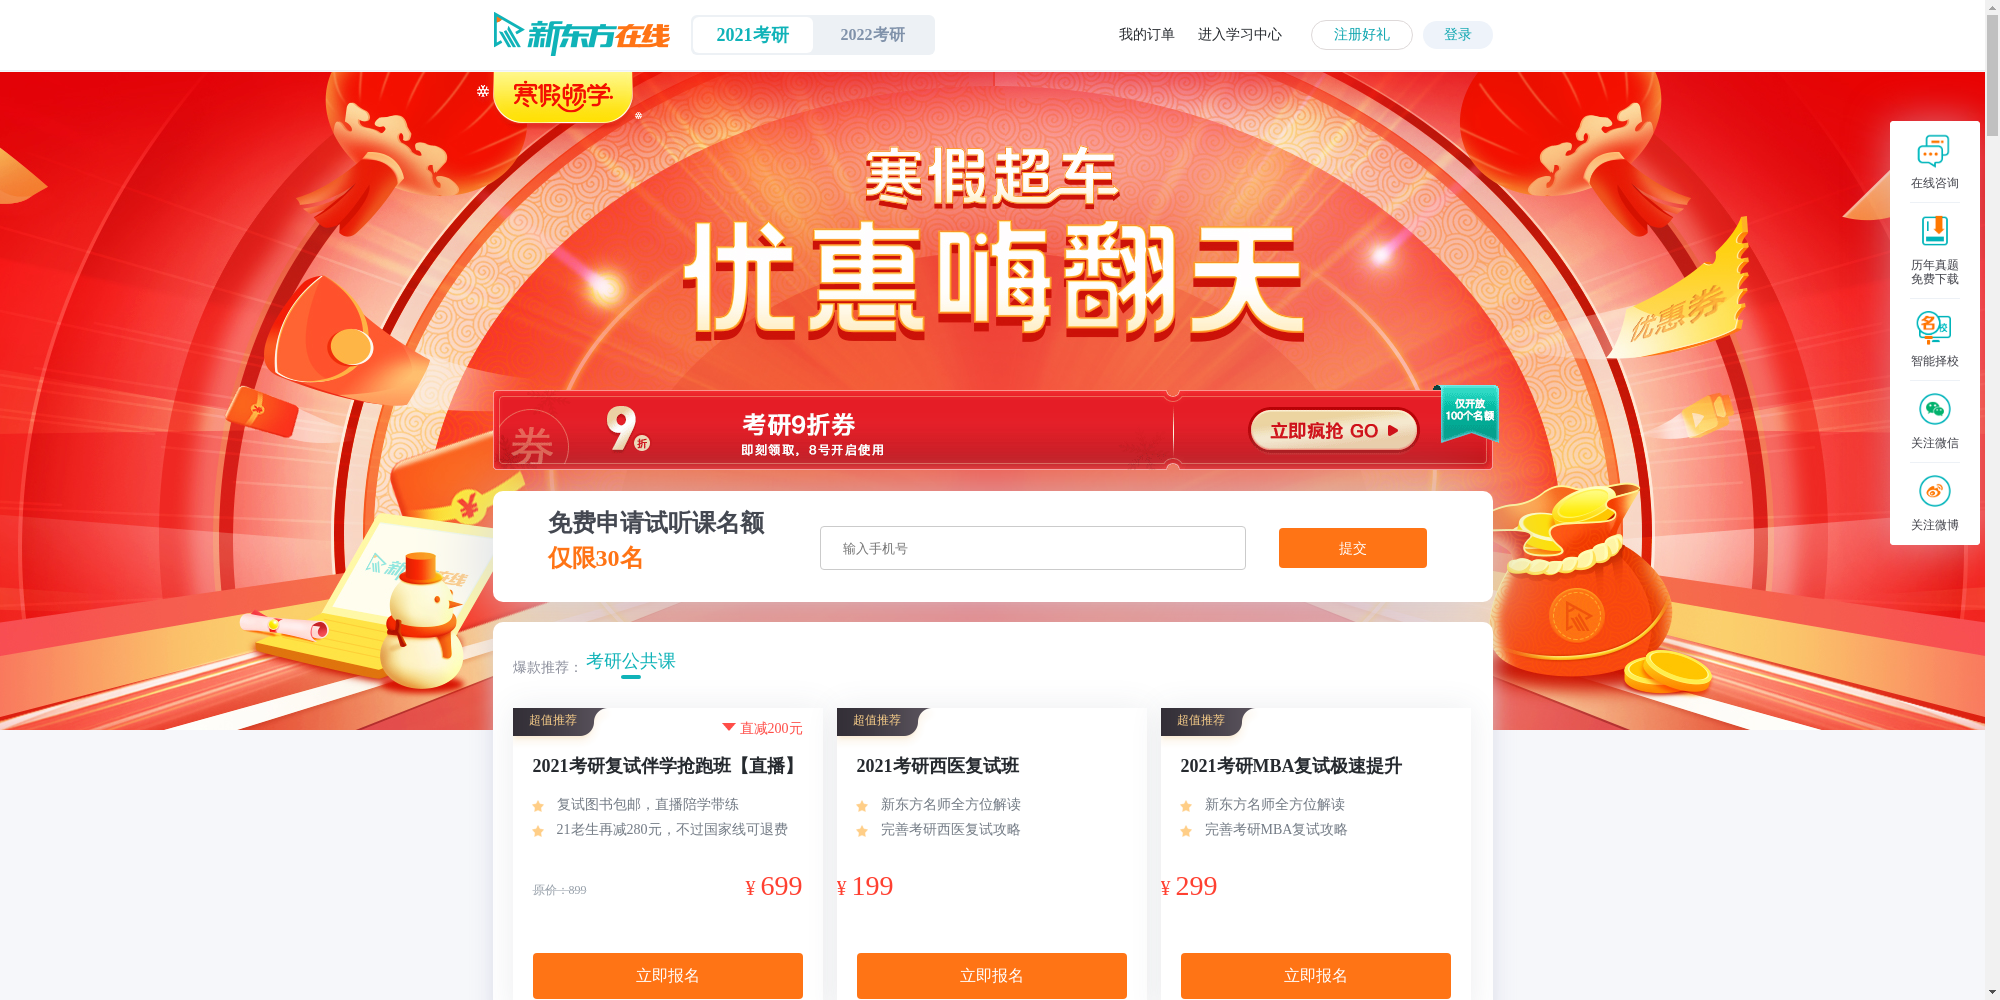 新东方在线
2021考研
2022考研
我的订单
进入学习中心
注册好礼
登录
寒假畅学
寒假超车
优惠嗨翻天
优惠券
券
9折
考研9折券
即刻领取，8号开启使用
立即疯抢 GO
仅开放
100个名额
免费申请试听课名额
仅限30名
输入手机号
提交
新东方在线
爆款推荐：
考研公共课
超值推荐
直减200元
2021考研复试伴学抢跑班【直播】
复试图书包邮，直播陪学带练
21老生再减280元，不过国家线可退费
原价：899
¥ 699
立即报名
超值推荐
2021考研西医复试班
新东方名师全方位解读
完善考研西医复试攻略
¥ 199
立即报名
超值推荐
2021考研MBA复试极速提升
新东方名师全方位解读
完善考研MBA复试攻略
¥ 299
立即报名
在线咨询
历年真题
免费下载
名校
智能择校
关注微信
关注微博